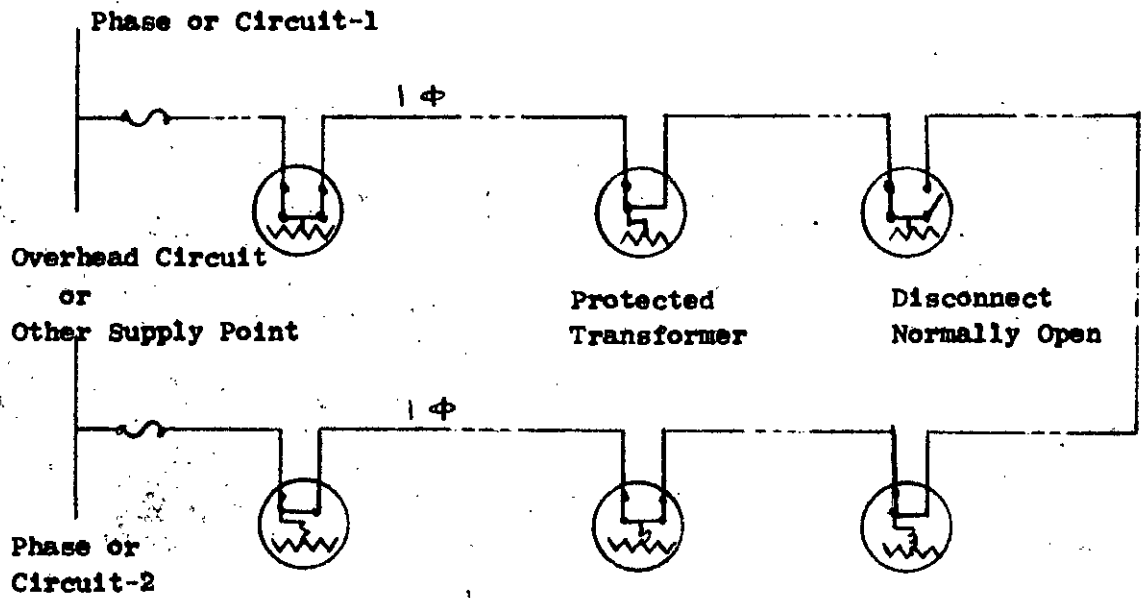 Phase or Circuit-1
1 Φ
Overhead Circuit
or
Other Supply Point
Protected
Transformer
Disconnect
Normally Open
1 Φ
Phase or
Circuit-2